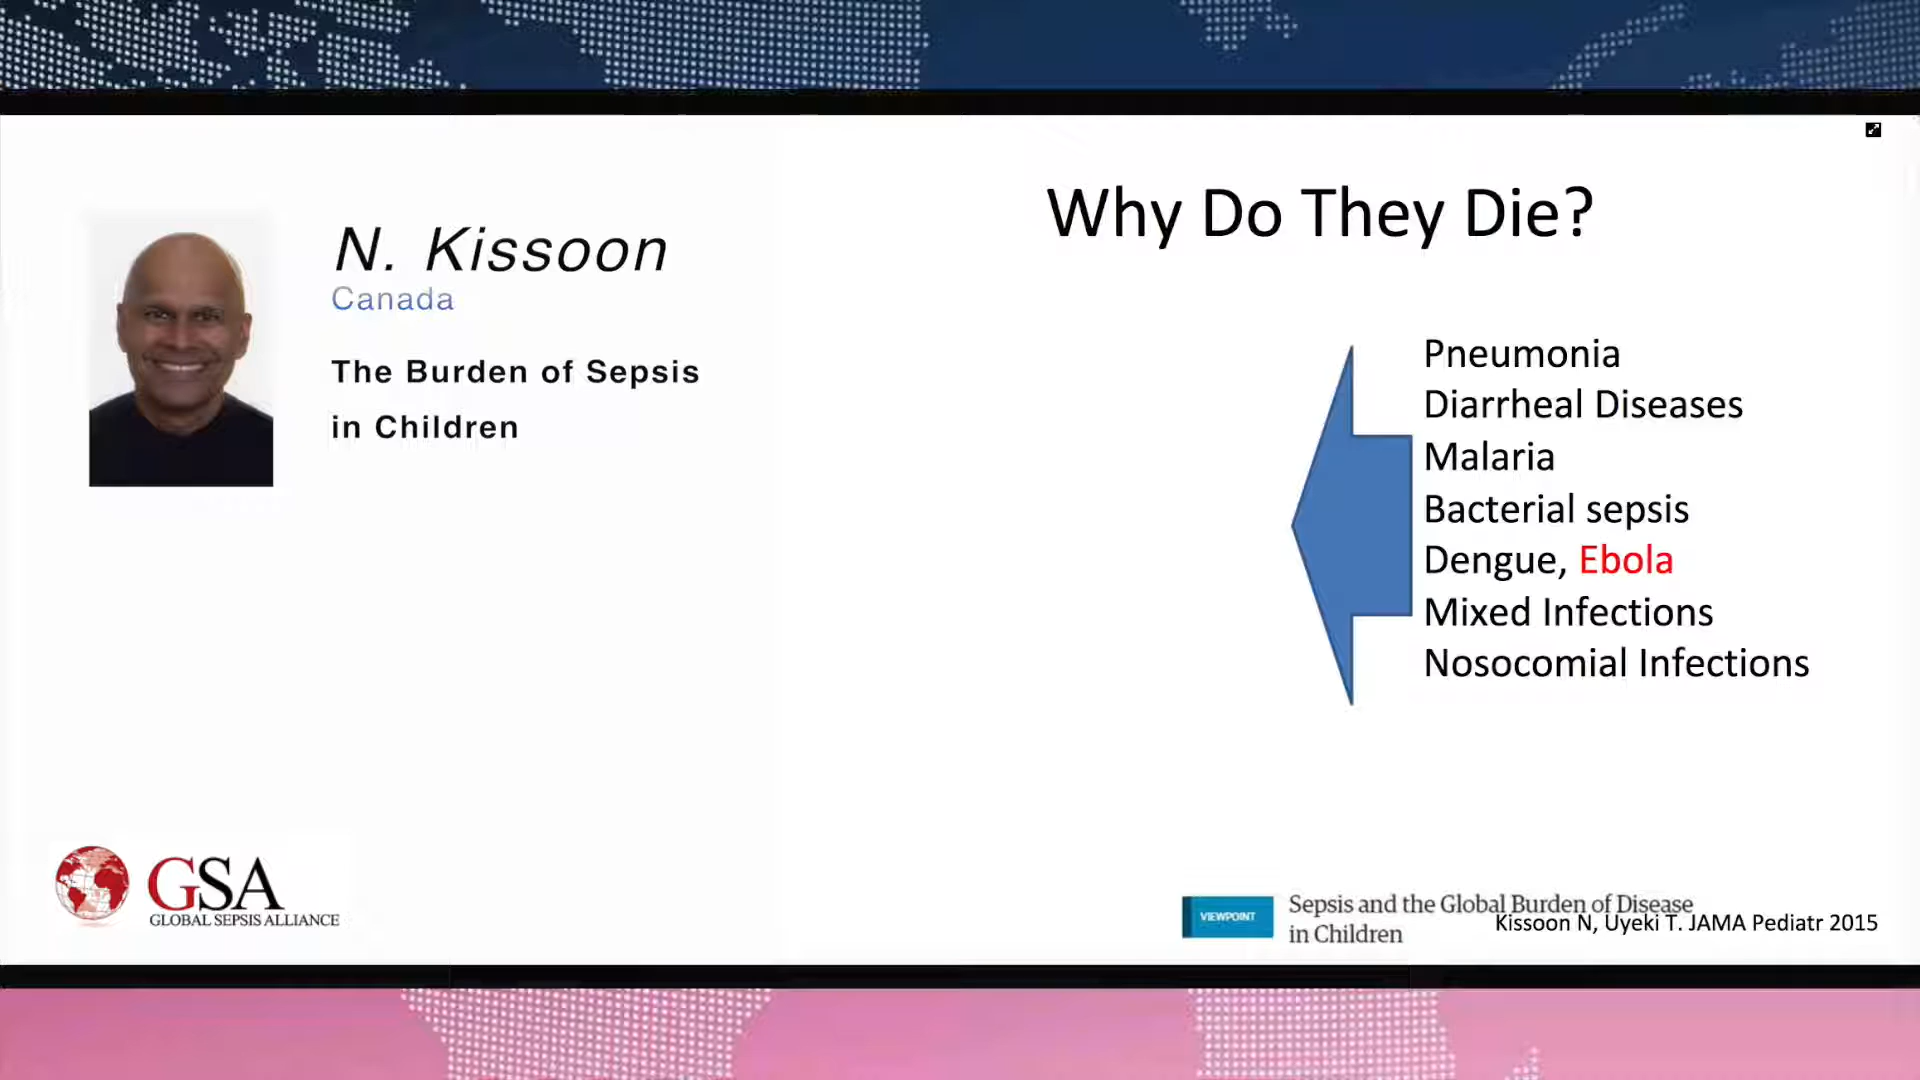 N. Kissoon
Canada
The Burden of Sepsis
in Children
Why Do They Die?
Pneumonia
Diarrheal Diseases
Malaria
Bacterial sepsis
Dengue, Ebola
Mixed Infections
Nosocomial Infections
GSA
GLOBAL SEPSIS ALLIANCE
VIEWPOINT
Sepsis and the Global Burden of Disease
in Children
Kissoon N, Uyeki T. JAMA Pediatr 2015